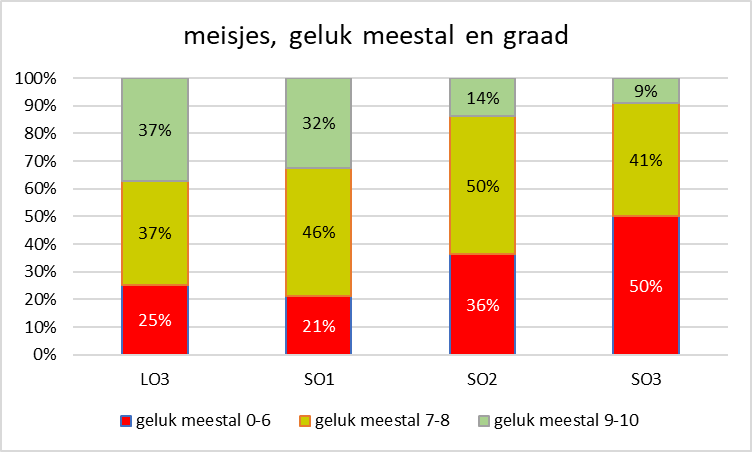 meisjes, geluk meestal en graad
100%
90%
80%
70%
60%
50%
40%
30%
20%
10%
0%
37% 32% 14% 9%
37% 46% 50% 41%
25% 21% 36% 50%
LO3 SO1 SO2 SO3
geluk meestal 0-6 geluk meestal 7-8 geluk meestal 9-10